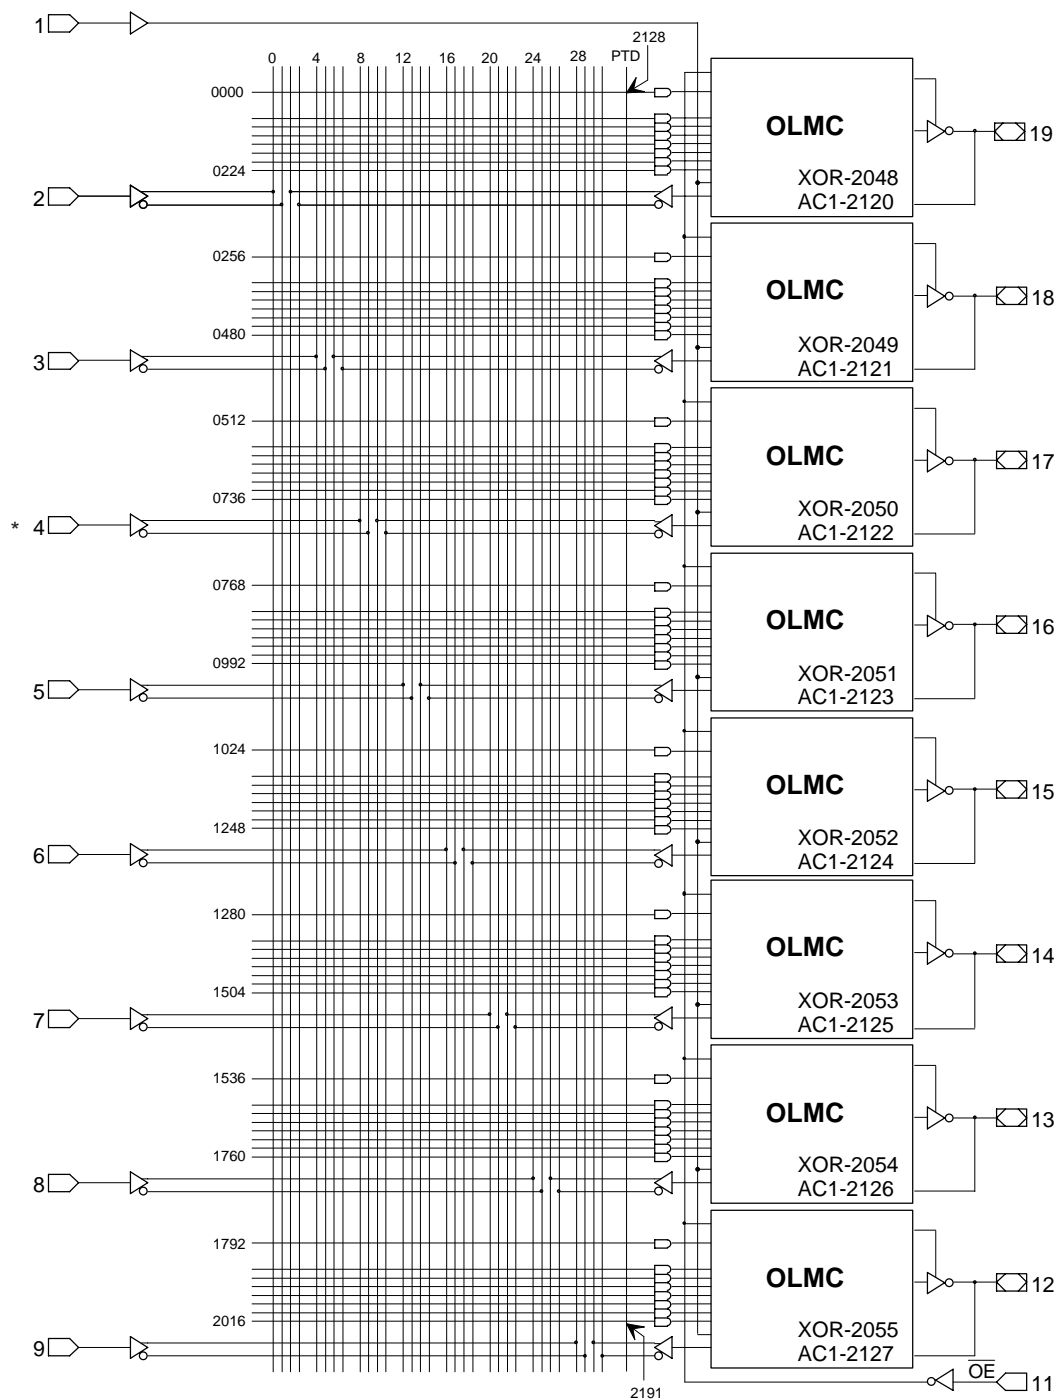 1
2128
0 4 8 12 16 20 24 28 PTD
0000
OLMC
19
0224
XOR-2048
2
AC1-2120
0256
OLMC
18
0480
XOR-2049
3
AC1-2121
0512
OLMC
17
0736
XOR-2050
* 4
AC1-2122
0768
OLMC
16
0992
XOR-2051
5
AC1-2123
1024
OLMC
15
1248
XOR-2052
6
AC1-2124
1280
OLMC
14
1504
XOR-2053
7
AC1-2125
1536
OLMC
13
1760
XOR-2054
8
AC1-2126
1792
OLMC
12
2016
XOR-2055
9
AC1-2127
OE
11
2191